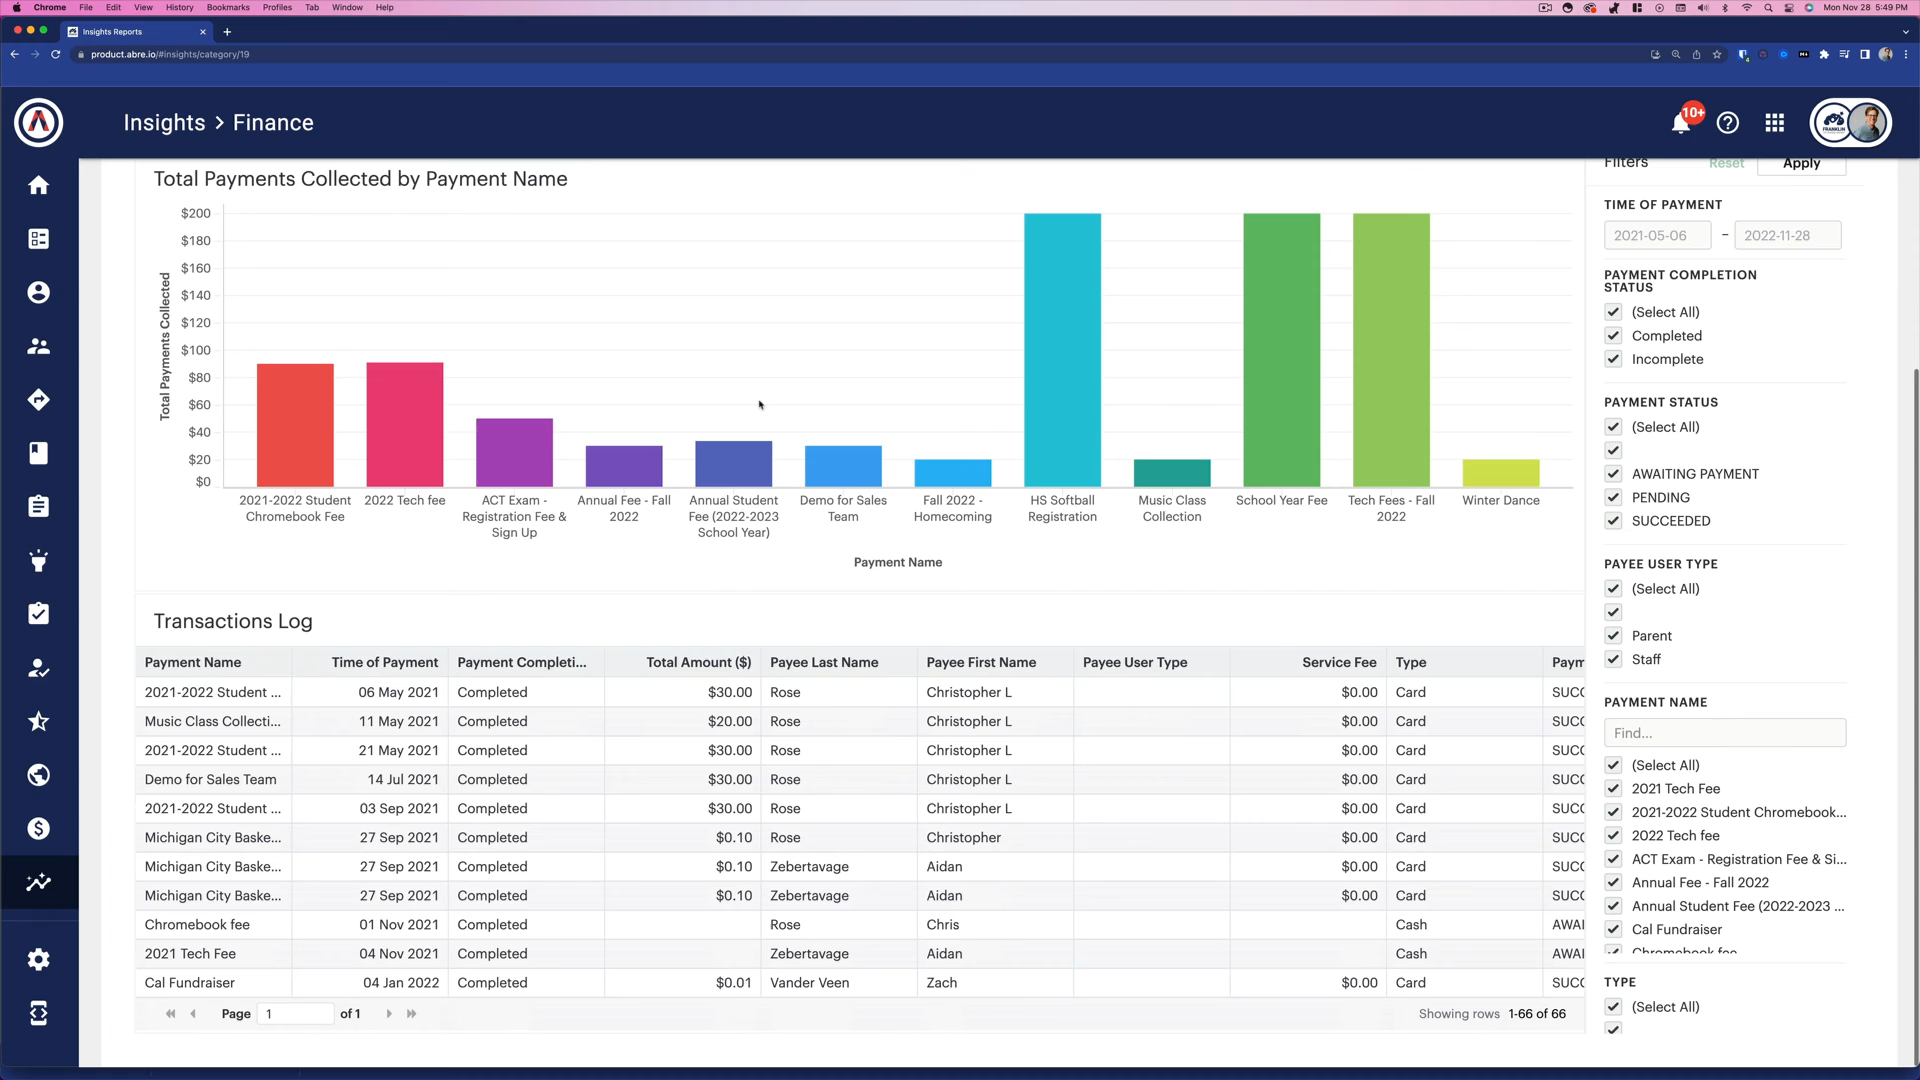 Chrome File Edit View History Bookmarks Profiles Tab Window Help Mon Nov 28 5:49 PM
Insights Reports
product.abre.io/#insights/category/19
Insights > Finance
10+
FRANKLIN
Filters Reset Apply
Total Payments Collected by Payment Name
Total Payments Collected
$200
$180
$160
$140
$120
$100
$80
$60
$40
$20
$0
2021-2022 Student Chromebook Fee
2022 Tech fee
ACT Exam - Registration Fee & Sign Up
Annual Fee - Fall 2022
Annual Student Fee (2022-2023 School Year)
Demo for Sales Team
Fall 2022 - Homecoming
HS Softball Registration
Music Class Collection
School Year Fee
Tech Fees - Fall 2022
Winter Dance
Payment Name
Transactions Log
Payment Name Time of Payment Payment Completi... Total Amount ($) Payee Last Name Payee First Name Payee User Type Service Fee Type Paym
2021-2022 Student ... 06 May 2021 Completed $30.00 Rose Christopher L $0.00 Card SUCC
Music Class Collecti... 11 May 2021 Completed $20.00 Rose Christopher L $0.00 Card SUCC
2021-2022 Student ... 21 May 2021 Completed $30.00 Rose Christopher L $0.00 Card SUCC
Demo for Sales Team 14 Jul 2021 Completed $30.00 Rose Christopher L $0.00 Card SUCC
2021-2022 Student ... 03 Sep 2021 Completed $30.00 Rose Christopher L $0.00 Card SUCC
Michigan City Baske... 27 Sep 2021 Completed $0.10 Rose Christopher $0.00 Card SUCC
Michigan City Baske... 27 Sep 2021 Completed $0.10 Zebertavage Aidan $0.00 Card SUCC
Michigan City Baske... 27 Sep 2021 Completed $0.10 Zebertavage Aidan $0.00 Card SUCC
Chromebook fee 01 Nov 2021 Completed Rose Chris Cash AWAI
2021 Tech Fee 04 Nov 2021 Completed Zebertavage Aidan Cash AWAI
Cal Fundraiser 04 Jan 2022 Completed $0.01 Vander Veen Zach $0.00 Card SUCC
Page 1 of 1 Showing rows 1-66 of 66
TIME OF PAYMENT
2021-05-06 - 2022-11-28
PAYMENT COMPLETION
STATUS
(Select All)
Completed
Incomplete
PAYMENT STATUS
(Select All)
AWAITING PAYMENT
PENDING
SUCCEEDED
PAYEE USER TYPE
(Select All)
Parent
Staff
PAYMENT NAME
Find...
(Select All)
2021 Tech Fee
2021-2022 Student Chromebook...
2022 Tech fee
ACT Exam - Registration Fee & Si...
Annual Fee - Fall 2022
Annual Student Fee (2022-2023 ...
Cal Fundraiser
Chromebook fee
TYPE
(Select All)